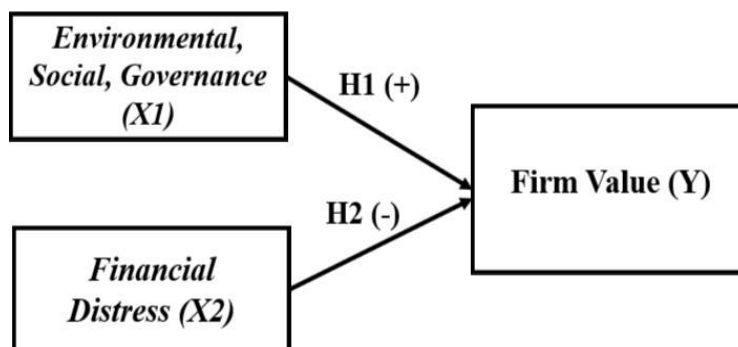 Environmental,
Social, Governance
(X1)
H1 (+)
Firm Value (Y)
H2 (-)
Financial
Distress (X2)